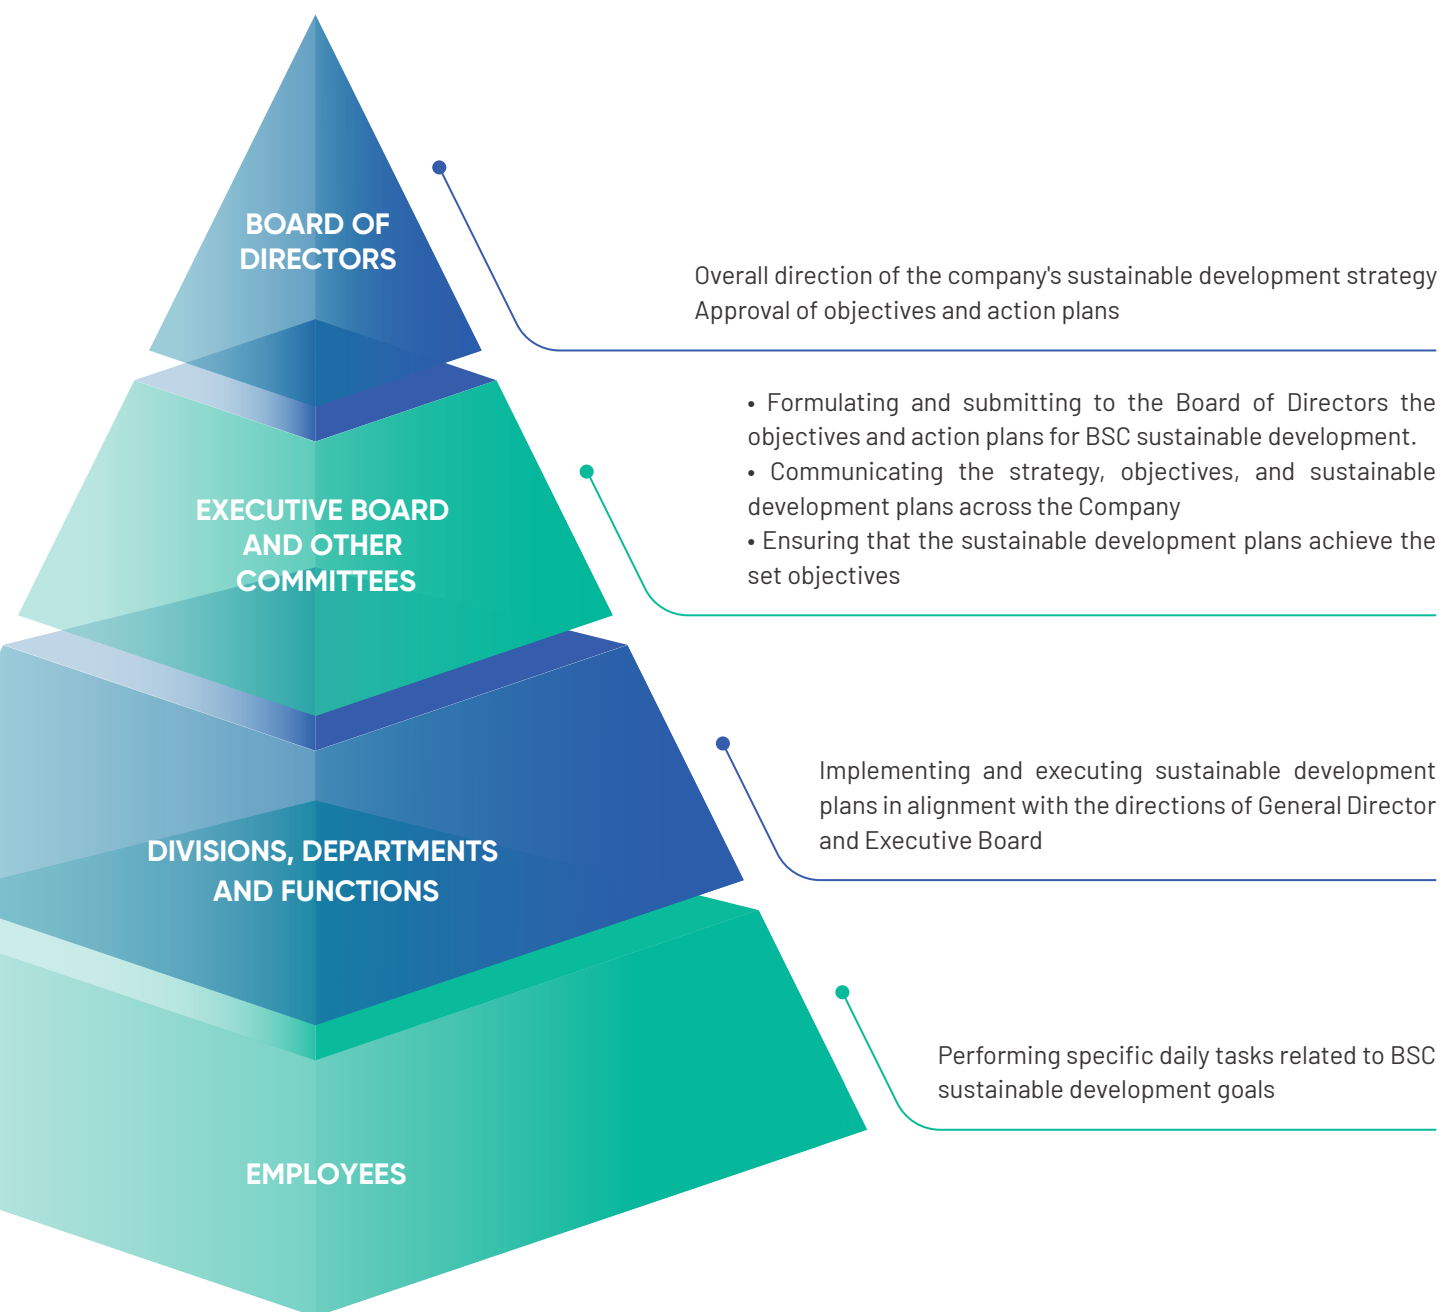 BOARD OF
DIRECTORS
Overall direction of the company's sustainable development strategy
Approval of objectives and action plans
EXECUTIVE BOARD
AND OTHER
COMMITTEES
• Formulating and submitting to the Board of Directors the
objectives and action plans for BSC sustainable development.
• Communicating the strategy, objectives, and sustainable
development plans across the Company
• Ensuring that the sustainable development plans achieve the
set objectives
DIVISIONS, DEPARTMENTS
AND FUNCTIONS
Implementing and executing sustainable development
plans in alignment with the directions of General Director
and Executive Board
EMPLOYEES
Performing specific daily tasks related to BSC
sustainable development goals